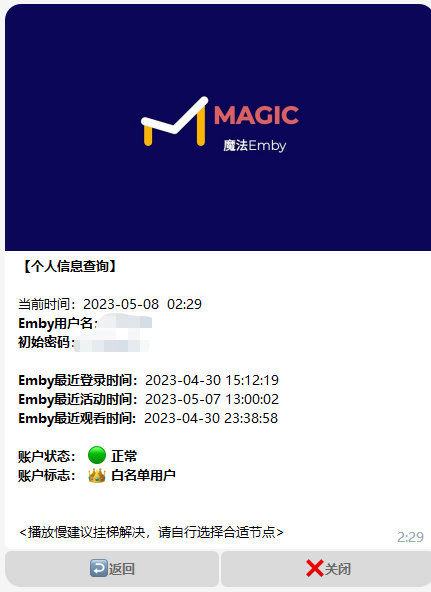 MAGIC
魔法Emby
【个人信息查询】
当前时间：2023-05-08 02:29
Emby用户名：
初始密码：
Emby最近登录时间：2023-04-30 15:12:19
Emby最近活动时间：2023-05-07 13:00:02
Emby最近观看时间：2023-04-30 23:38:58
账户状态： 正常
账户标志： 白名单用户
<播放慢建议挂梯解决，请自行选择合适节点>
2:29
返回
关闭